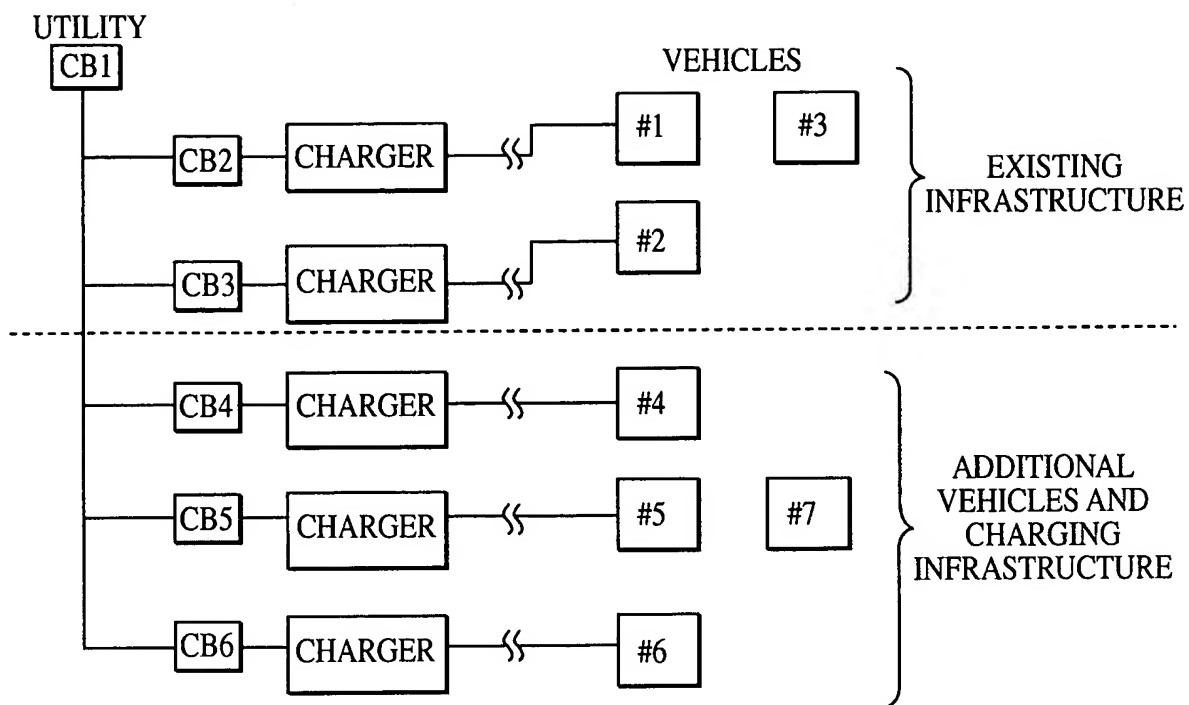 UTILITY
CB1
VEHICLES
CB2
CHARGER
#1
#3
EXISTING
INFRASTRUCTURE
CB3
CHARGER
#2
CB4
CHARGER
#4
CB5
CHARGER
#5
#7
ADDITIONAL
VEHICLES AND
CHARGING
INFRASTRUCTURE
CB6
CHARGER
#6